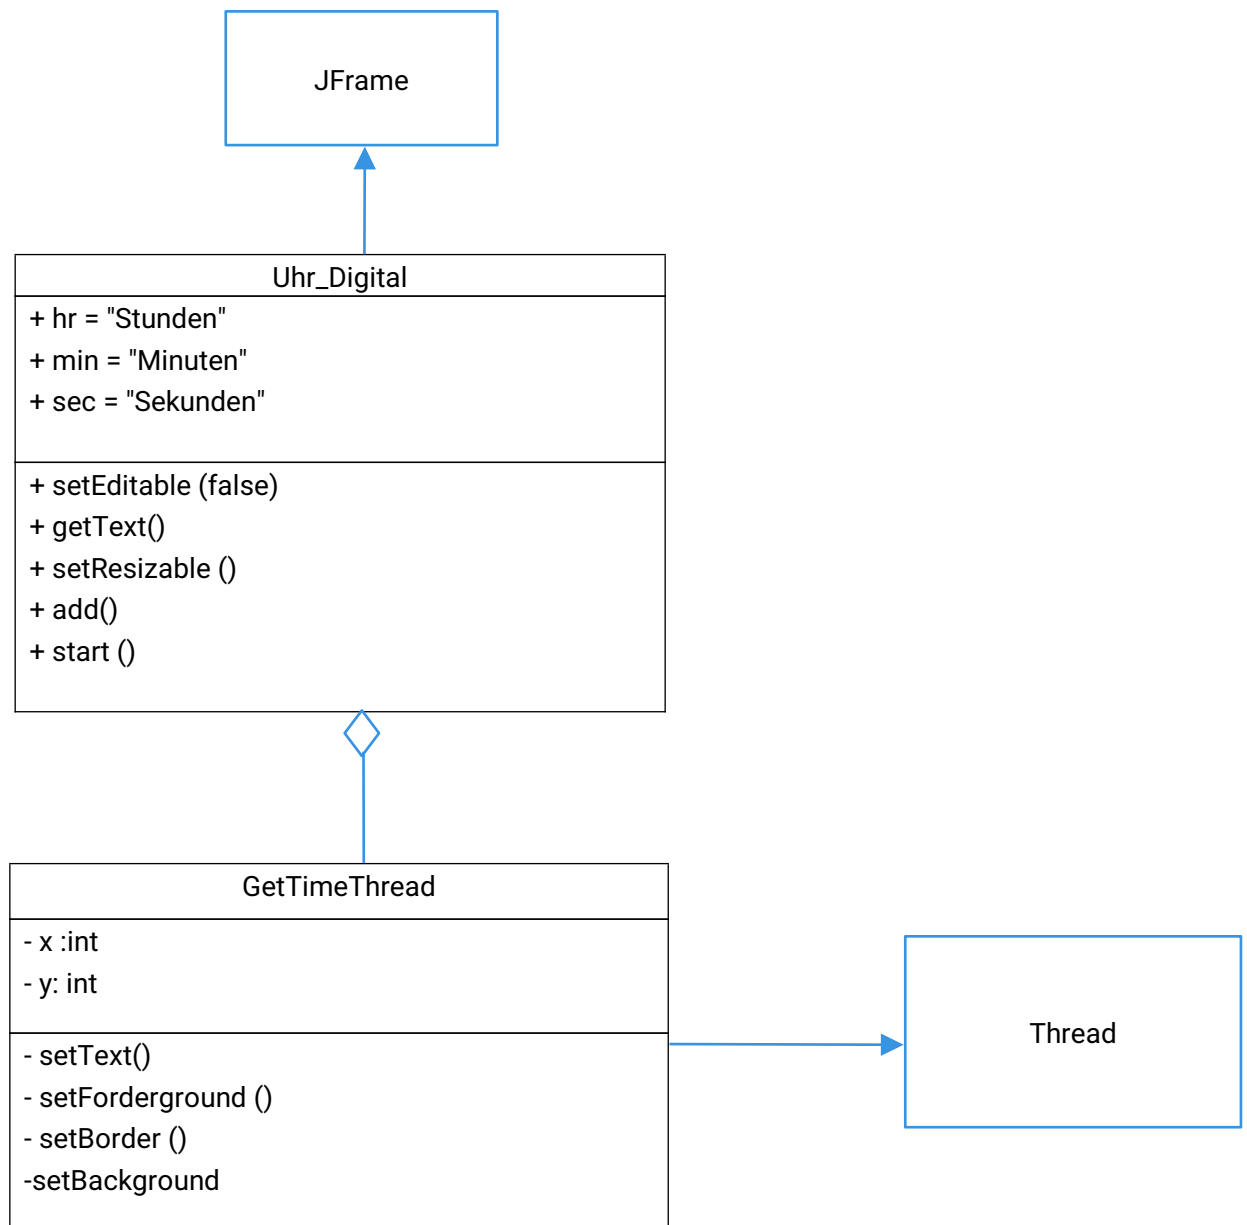 JFrame
Uhr_Digital
+ hr = "Stunden"
+ min = "Minuten"
+ sec = "Sekunden"
+ setEditable (false)
+ getText()
+ setResizable ()
+ add()
+ start ()
GetTimeThread
- x :int
- y: int
- setText()
- setForderground ()
- setBorder ()
-setBackground
Thread